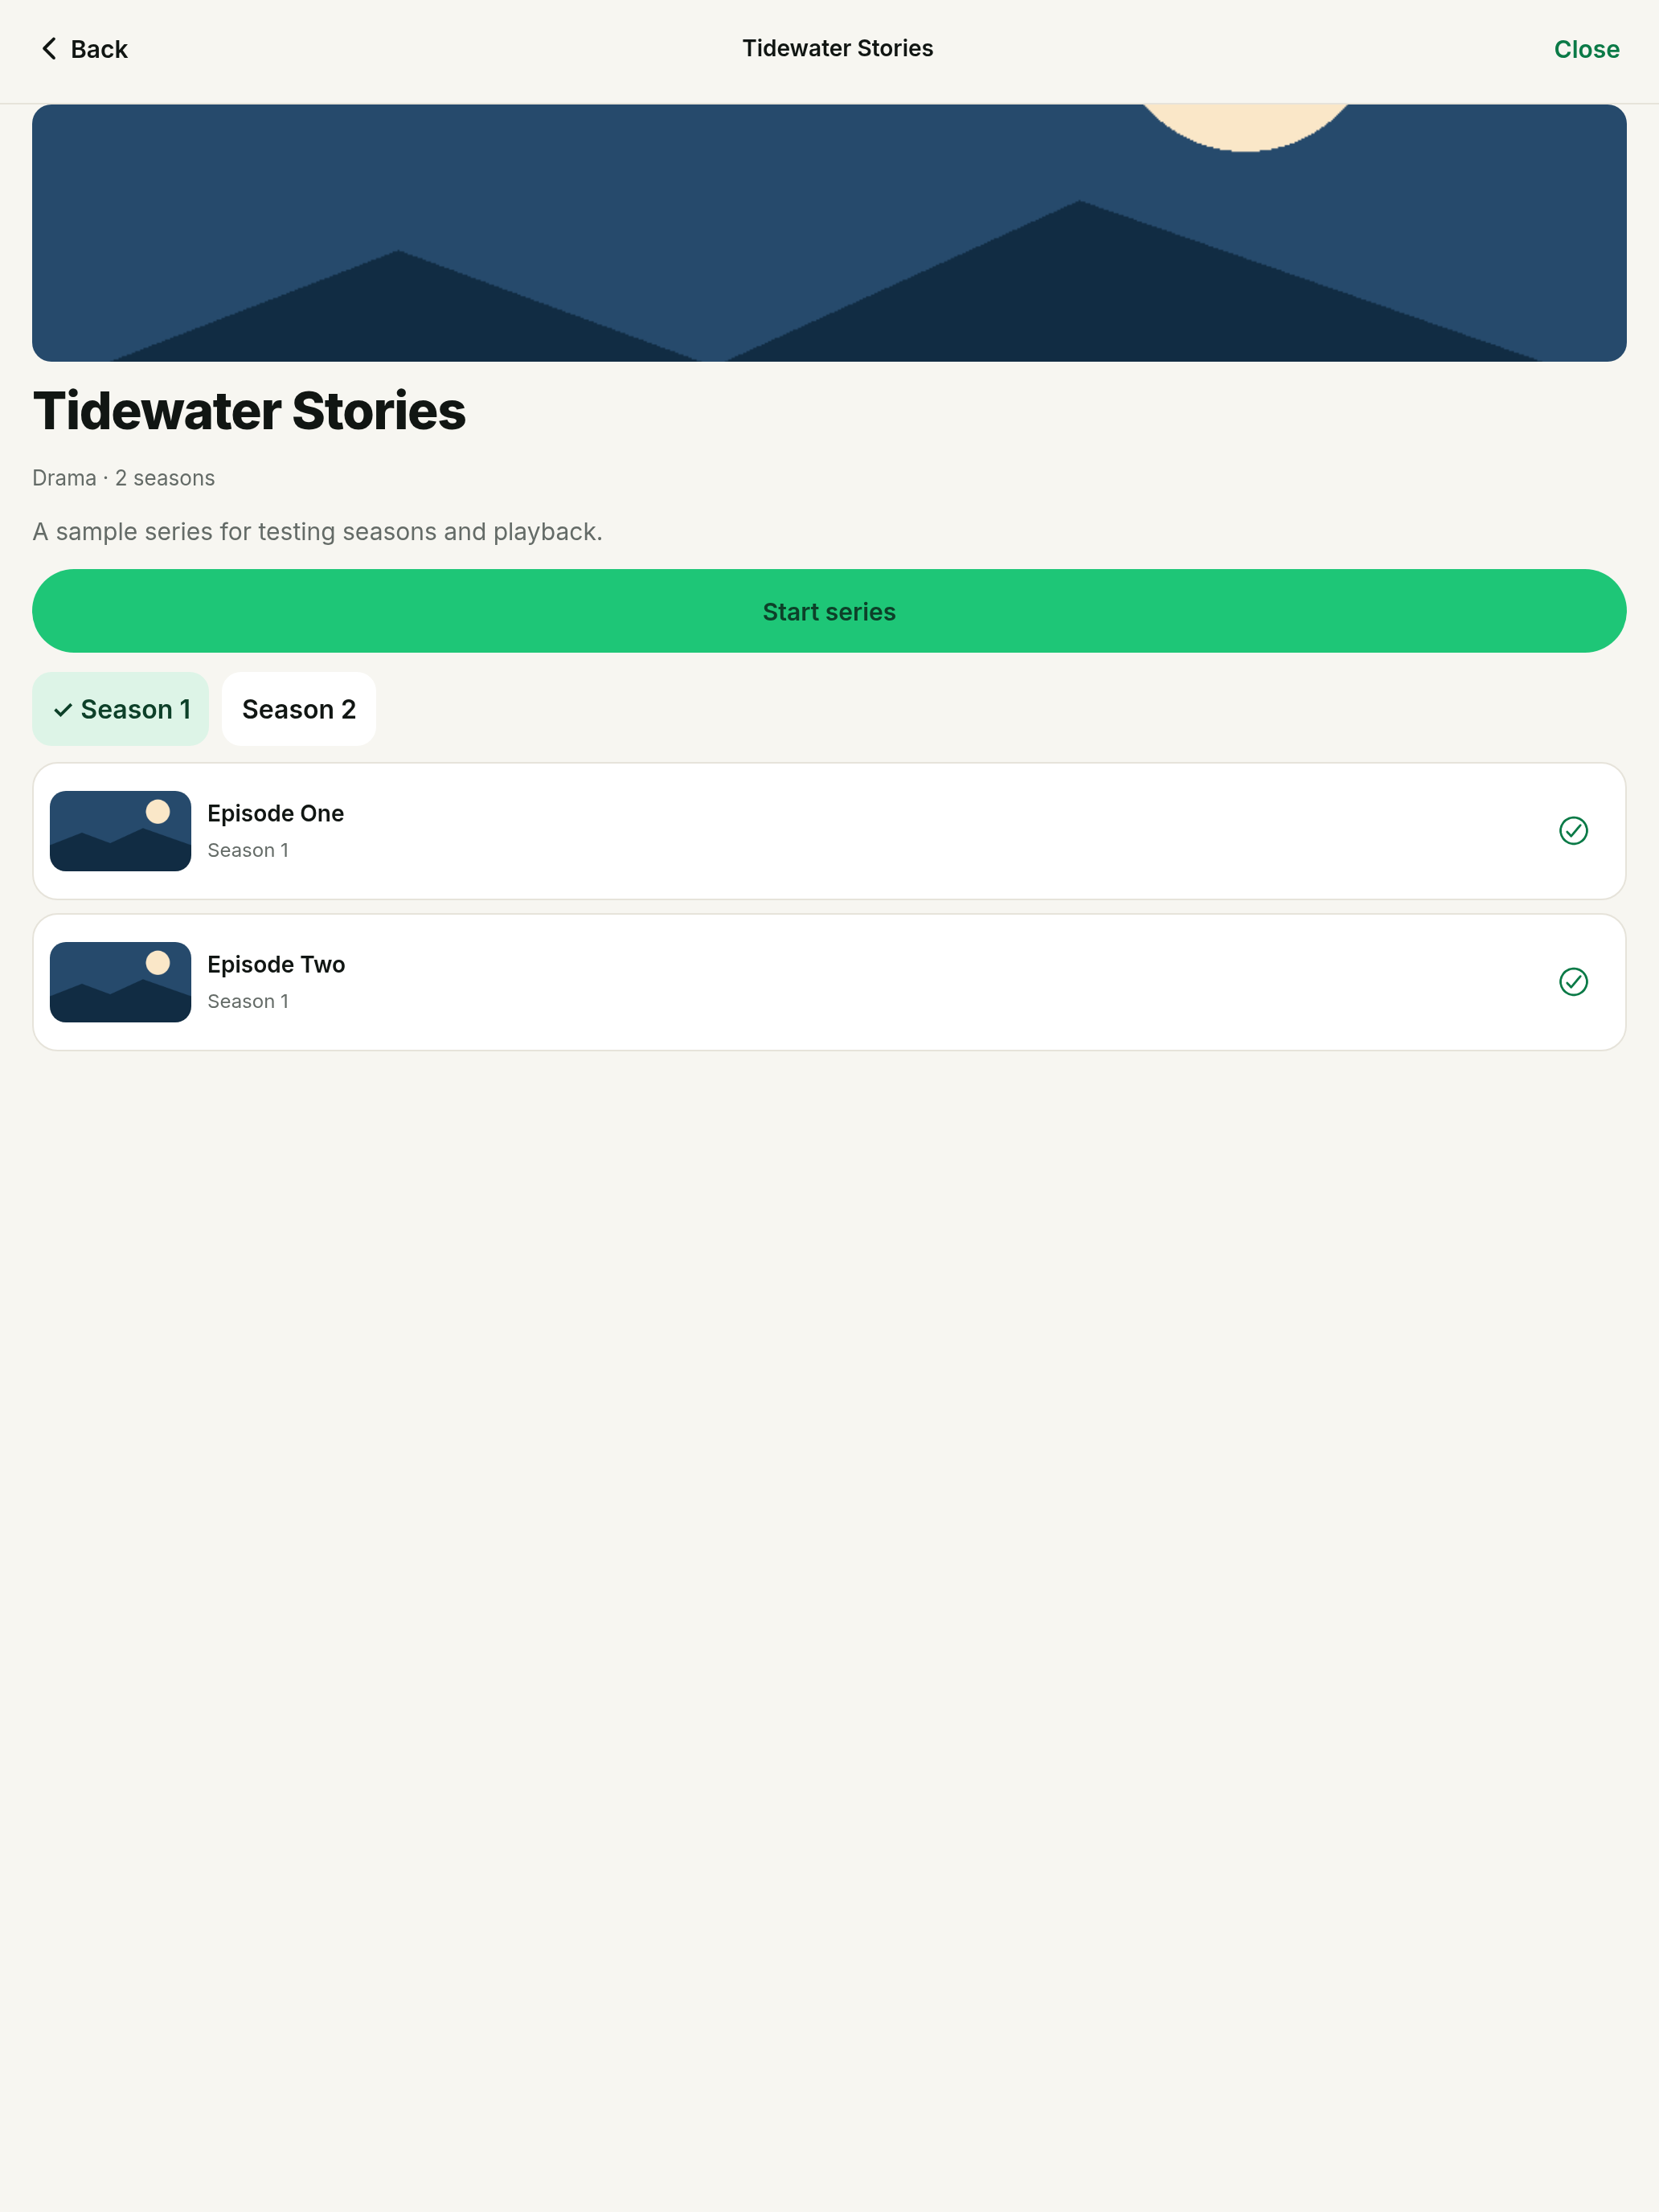 Back
Tidewater Stories
Close
Tidewater Stories
Drama · 2 seasons
A sample series for testing seasons and playback.
Start series
✓ Season 1
Season 2
Episode One
Season 1
Episode Two
Season 1